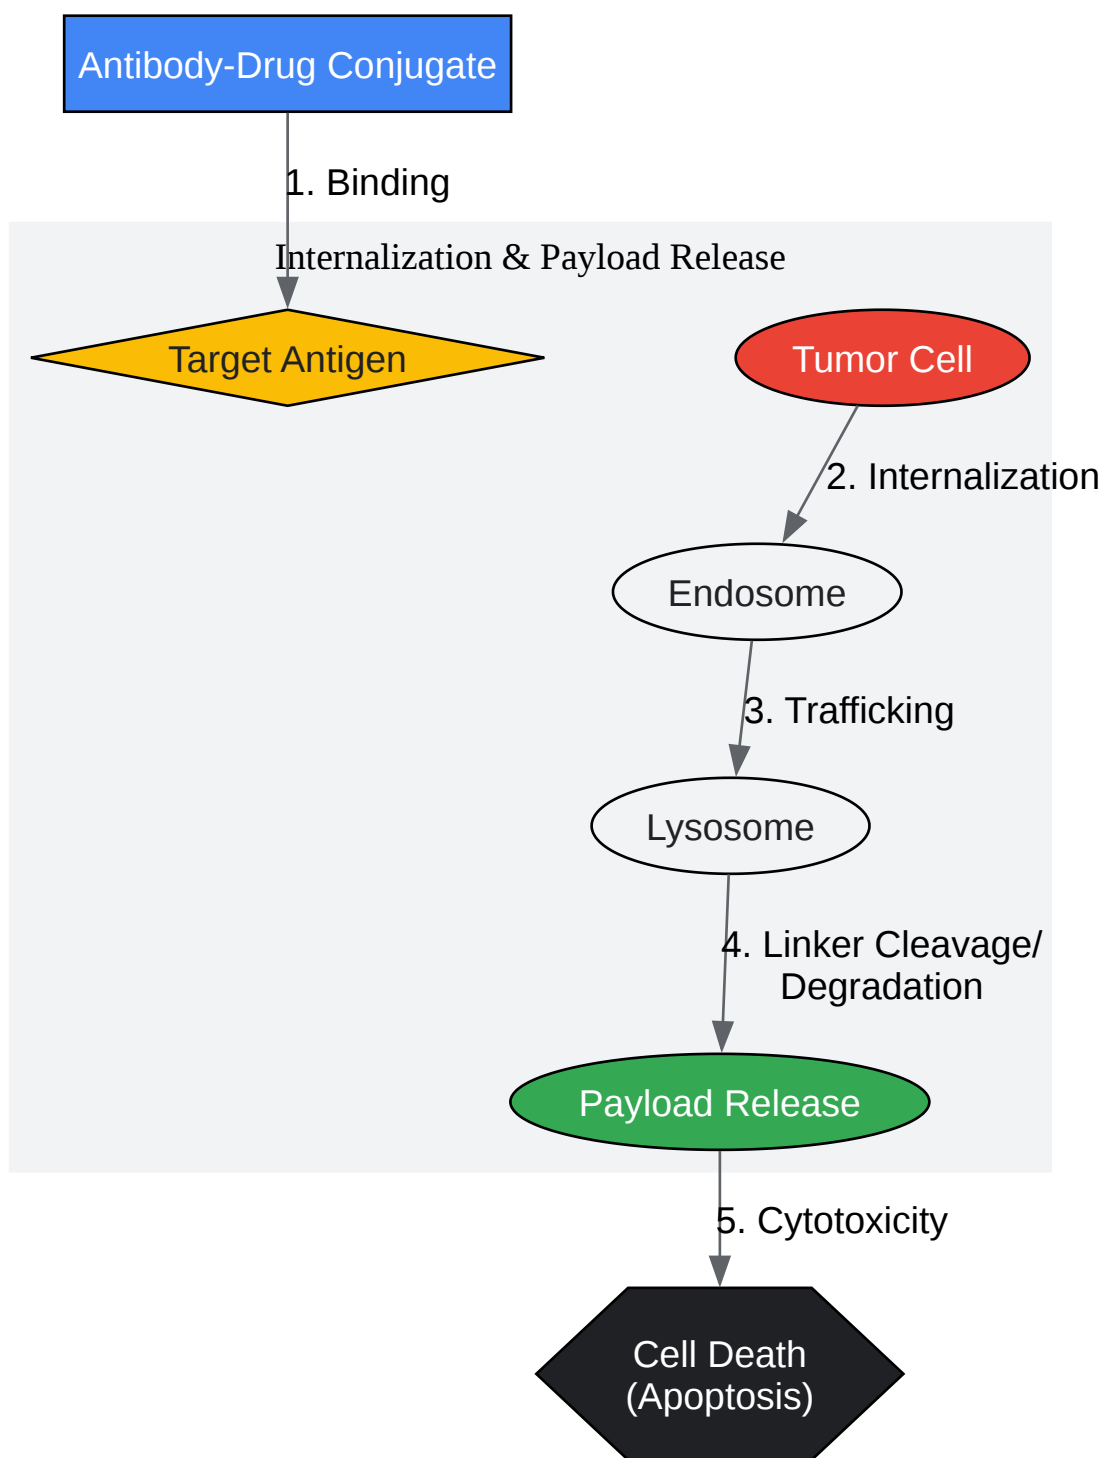 Antibody-Drug Conjugate
1. Binding
Internalization & Payload Release
Target Antigen
Tumor Cell
2. Internalization
Endosome
3. Trafficking
Lysosome
4. Linker Cleavage/
Degradation
Payload Release
5. Cytotoxicity
Cell Death
(Apoptosis)